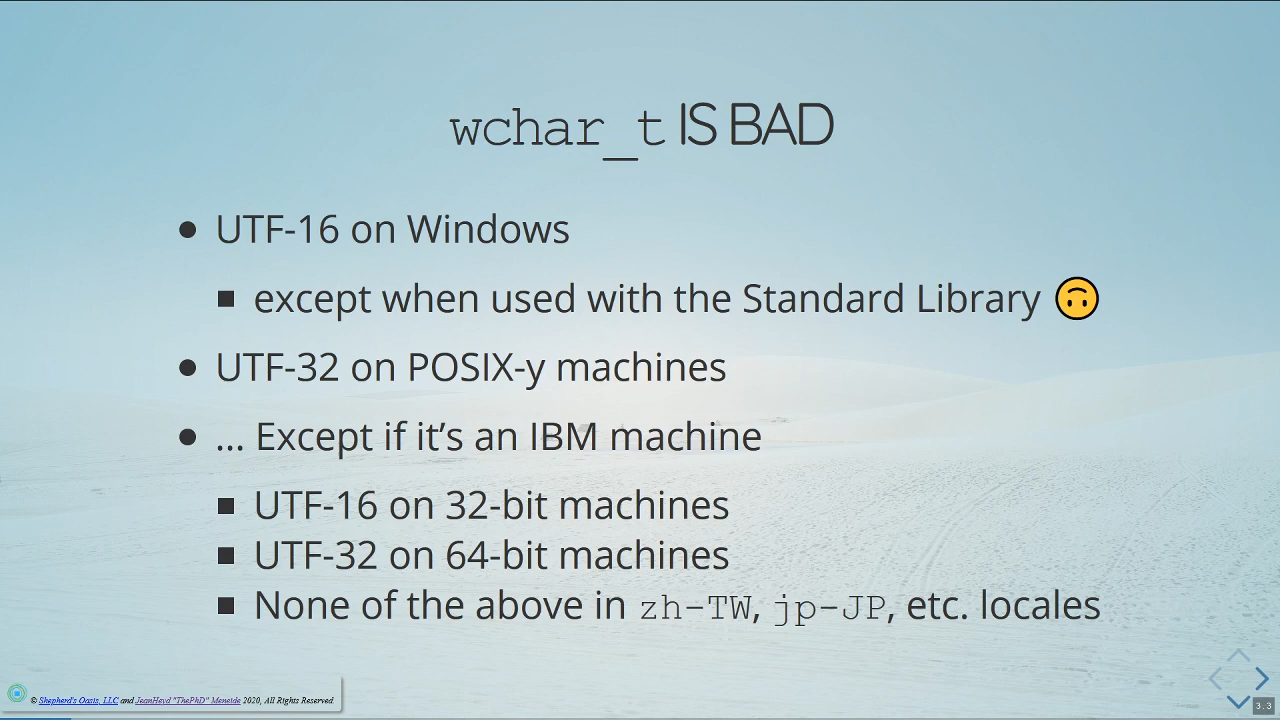 wchar_t IS BAD
UTF-16 on Windows
except when used with the Standard Library 🙃
UTF-32 on POSIX-y machines
... Except if it’s an IBM machine
UTF-16 on 32-bit machines
UTF-32 on 64-bit machines
None of the above in zh-TW, jp-JP, etc. locales
© Shepherd's Oasis, LLC and JeanHeyd "ThePhD" Meneide 2020, All Rights Reserved.
3.3